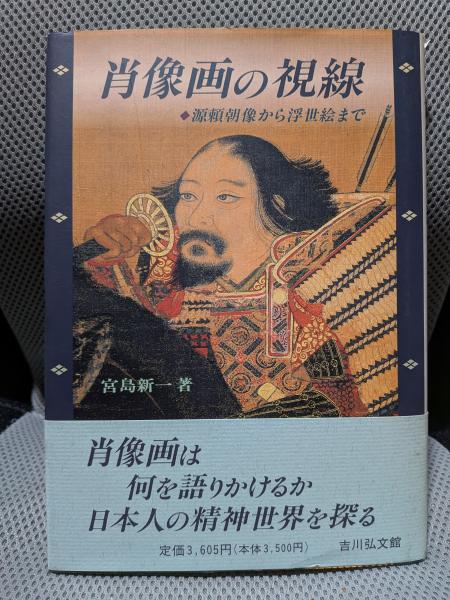 肖像画の視線
◆源頼朝像から浮世絵まで
宮島新一著
肖像画は
何を語りかけるか
日本人の精神世界を探る
定価3,605円(本体3,500円)
吉川弘文館